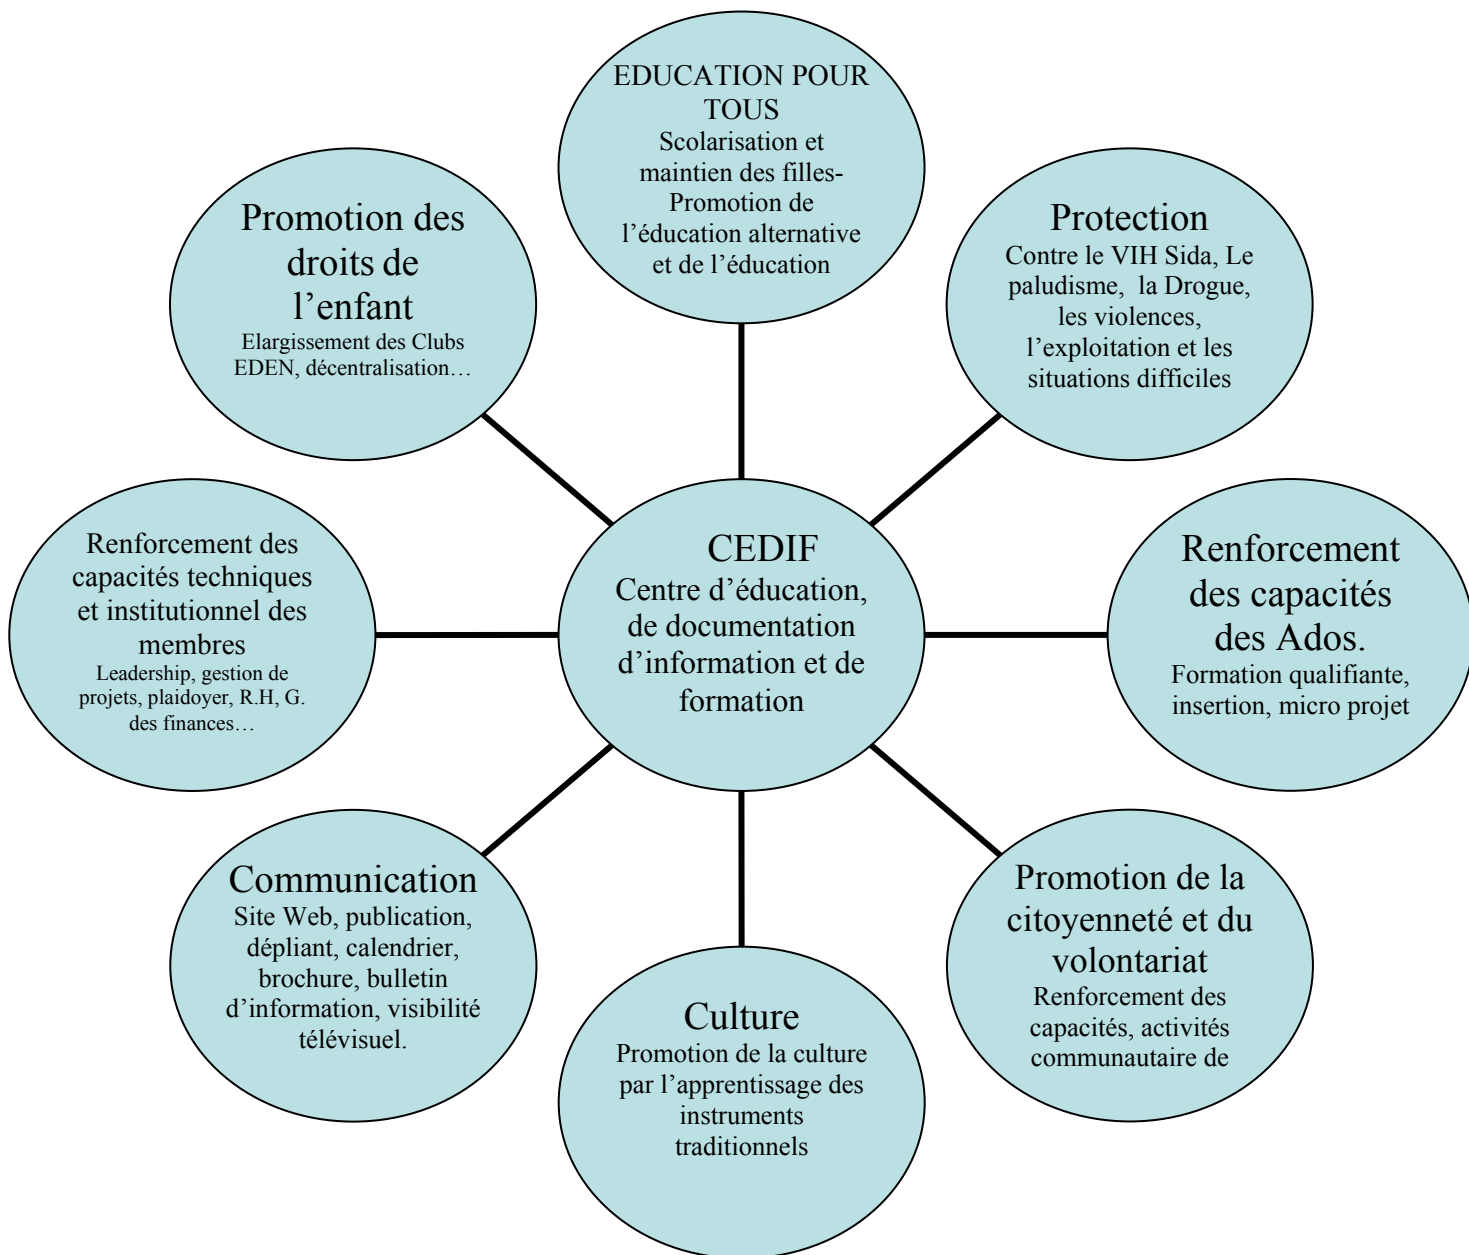 EDUCATION POUR
TOUS
Scolarisation et
maintien des filles-
Promotion de
l’éducation alternative
et de l’éducation
Promotion des
droits de
l’enfant
Elargissement des Clubs
EDEN, décentralisation…
Protection
Contre le VIH Sida, Le
paludisme, la Drogue,
les violences,
l’exploitation et les
situations difficiles
Renforcement des
capacités techniques
et institutionnel des
membres
Leadership, gestion de
projets, plaidoyer, R.H, G.
des finances…
CEDIF
Centre d’éducation,
de documentation
d’information et de
formation
Renforcement
des capacités
des Ados.
Formation qualifiante,
insertion, micro projet
Communication
Site Web, publication,
dépliant, calendrier,
brochure, bulletin
d’information, visibilité
télévisuel.
Culture
Promotion de la culture
par l’apprentissage des
instruments
traditionnels
Promotion de la
citoyenneté et du
volontariat
Renforcement des
capacités, activités
communautaire de